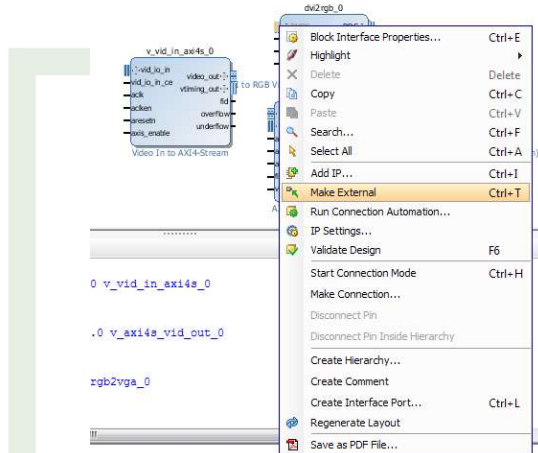 dvi2rgb_0
v_vid_in_axi4s_0
vid_io_in
vid_io_in_ce
aclk
aclken
aresetn
axis_enable
video_out
vtiming_out
fid
overflow
underflow
Video In to AXI4-Stream
to RGB V
Block Interface Properties... Ctrl+E
Highlight
Delete Delete
Copy Ctrl+C
Paste Ctrl+V
Search... Ctrl+F
Select All Ctrl+A
Add IP... Ctrl+I
Make External Ctrl+T
Run Connection Automation...
IP Settings...
Validate Design F6
Start Connection Mode Ctrl+H
Make Connection...
Disconnect Pin
Disconnect Pin Inside Hierarchy
Create Hierarchy...
Create Comment
Create Interface Port... Ctrl+L
Regenerate Layout
Save as PDF File...
0 v_vid_in_axi4s_0
.0 v_axi4s_vid_out_0
rgb2vga_0